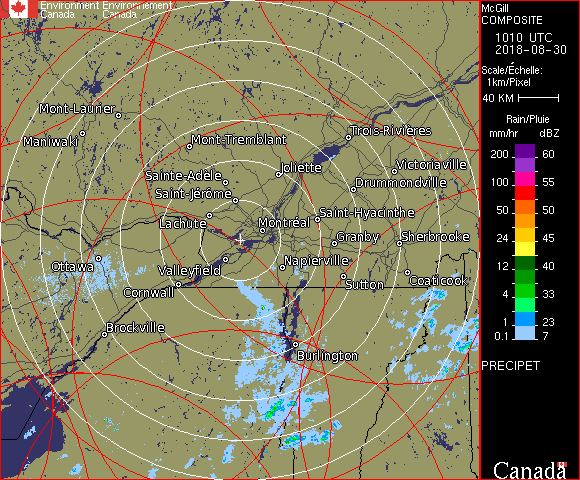 Environment Environnement
Canada Canada
McGill
COMPOSITE
1010 UTC
2018-08-30
Scale/Échelle:
1km/Pixel
40 KM
Rain/Pluie
mm/hr dBZ
200 60
100 55
50 50
24 45
12 40
4 33
1 23
0.1 7
PRECIPET
Mont-Laurier
Maniwaki
Mont-Tremblant
Trois-Rivières
Joliette
Victoriaville
Sainte-Adèle
Drummondville
Saint-Jérôme
Lachute
Saint-Hyacinthe
Montréal
Granby
Sherbrooke
Ottawa
Valleyfield
Napierville
Cornwall
Sutton
Coaticook
Brockville
Burlington
Canada